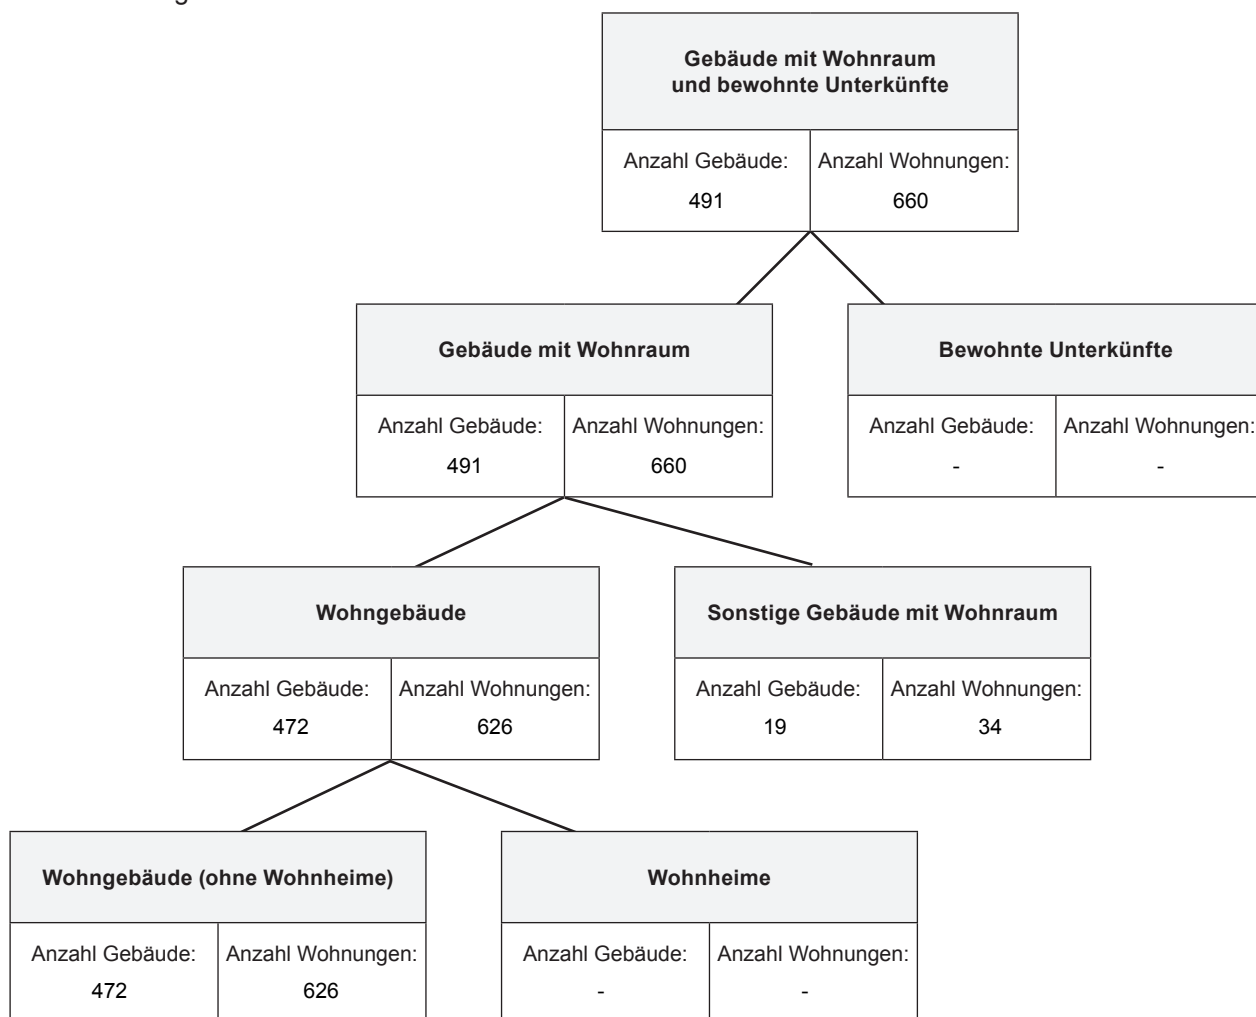 Gebäude mit Wohnraum
und bewohnte Unterkünfte
Anzahl Gebäude: Anzahl Wohnungen:
491 660
Gebäude mit Wohnraum Bewohnte Unterkünfte
Anzahl Gebäude: Anzahl Wohnungen: Anzahl Gebäude: Anzahl Wohnungen:
491 660 - -
Wohngebäude Sonstige Gebäude mit Wohnraum
Anzahl Gebäude: Anzahl Wohnungen: Anzahl Gebäude: Anzahl Wohnungen:
472 626 19 34
Wohngebäude (ohne Wohnheime) Wohnheime
Anzahl Gebäude: Anzahl Wohnungen: Anzahl Gebäude: Anzahl Wohnungen:
472 626 - -